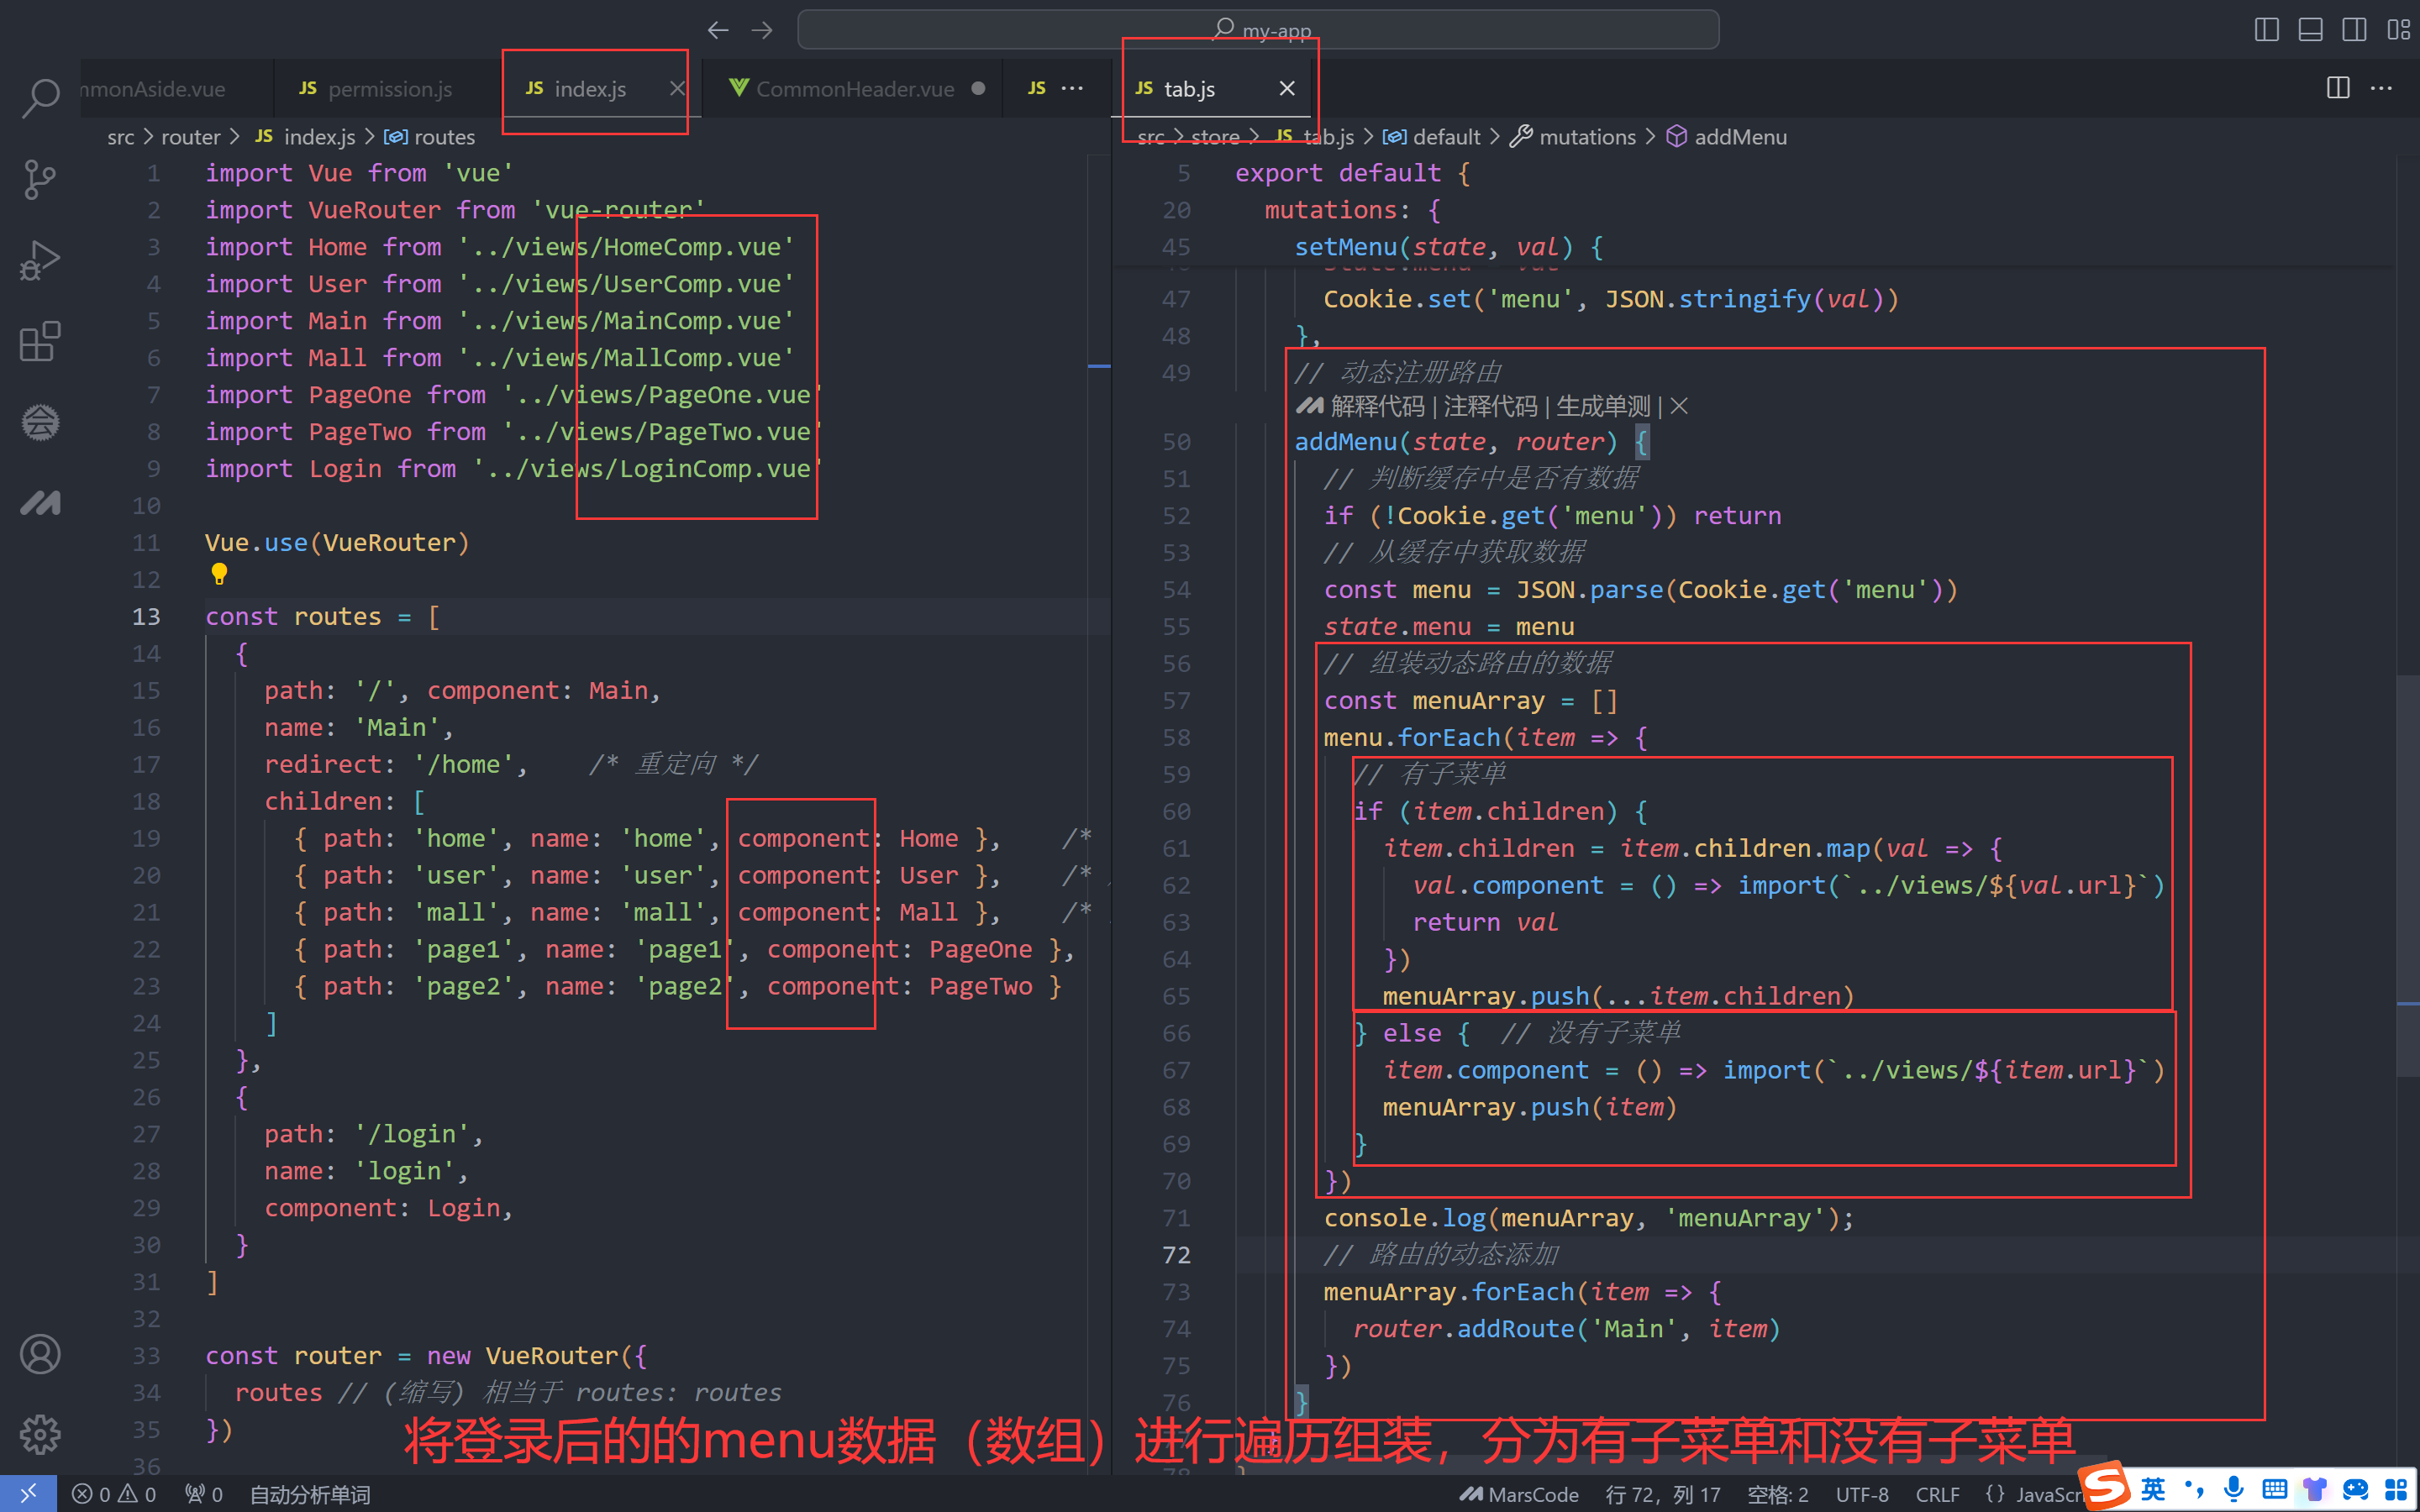 my-app
mmonAside.vue
JS permission.js
JS index.js
CommonHeader.vue
JS ...
JS tab.js
src > router > JS index.js > routes
src > store > JS tab.js > default > mutations > addMenu
1 import Vue from 'vue'
2 import VueRouter from 'vue-router'
3 import Home from '../views/HomeComp.vue'
4 import User from '../views/UserComp.vue'
5 import Main from '../views/MainComp.vue'
6 import Mall from '../views/MallComp.vue'
7 import PageOne from '../views/PageOne.vue'
8 import PageTwo from '../views/PageTwo.vue'
9 import Login from '../views/LoginComp.vue'
10
11 Vue.use(VueRouter)
12
13 const routes = [
14 {
15 path: '/', component: Main,
16 name: 'Main',
17 redirect: '/home', /* 重定向 */
18 children: [
19 { path: 'home', name: 'home', component: Home }, /*
20 { path: 'user', name: 'user', component: User }, /*
21 { path: 'mall', name: 'mall', component: Mall }, /*
22 { path: 'page1', name: 'page1', component: PageOne },
23 { path: 'page2', name: 'page2', component: PageTwo }
24 ]
25 },
26 {
27 path: '/login',
28 name: 'login',
29 component: Login,
30 }
31 ]
32
33 const router = new VueRouter({
34 routes // (缩写) 相当于 routes: routes
35 })
36
5 export default {
20 mutations: {
45 setMenu(state, val) {
47 Cookie.set('menu', JSON.stringify(val))
48 },
49 // 动态注册路由
解释代码 | 注释代码 | 生成单测 | ×
50 addMenu(state, router) {
51 // 判断缓存中是否有数据
52 if (!Cookie.get('menu')) return
53 // 从缓存中获取数据
54 const menu = JSON.parse(Cookie.get('menu'))
55 state.menu = menu
56 // 组装动态路由的数据
57 const menuArray = []
58 menu.forEach(item => {
59 // 有子菜单
60 if (item.children) {
61 item.children = item.children.map(val => {
62 val.component = () => import(`../views/${val.url}`)
63 return val
64 })
65 menuArray.push(...item.children)
66 } else { // 没有子菜单
67 item.component = () => import(`../views/${item.url}`)
68 menuArray.push(item)
69 }
70 })
71 console.log(menuArray, 'menuArray');
72 // 路由的动态添加
73 menuArray.forEach(item => {
74 router.addRoute('Main', item)
75 })
76 }
将登录后的的menu数据（数组）进行遍历组装，分为有子菜单和没有子菜单
0 0 0 自动分析单词
MarsCode 行 72，列 17 空格: 2 UTF-8 CRLF {} JavaScri
S 英